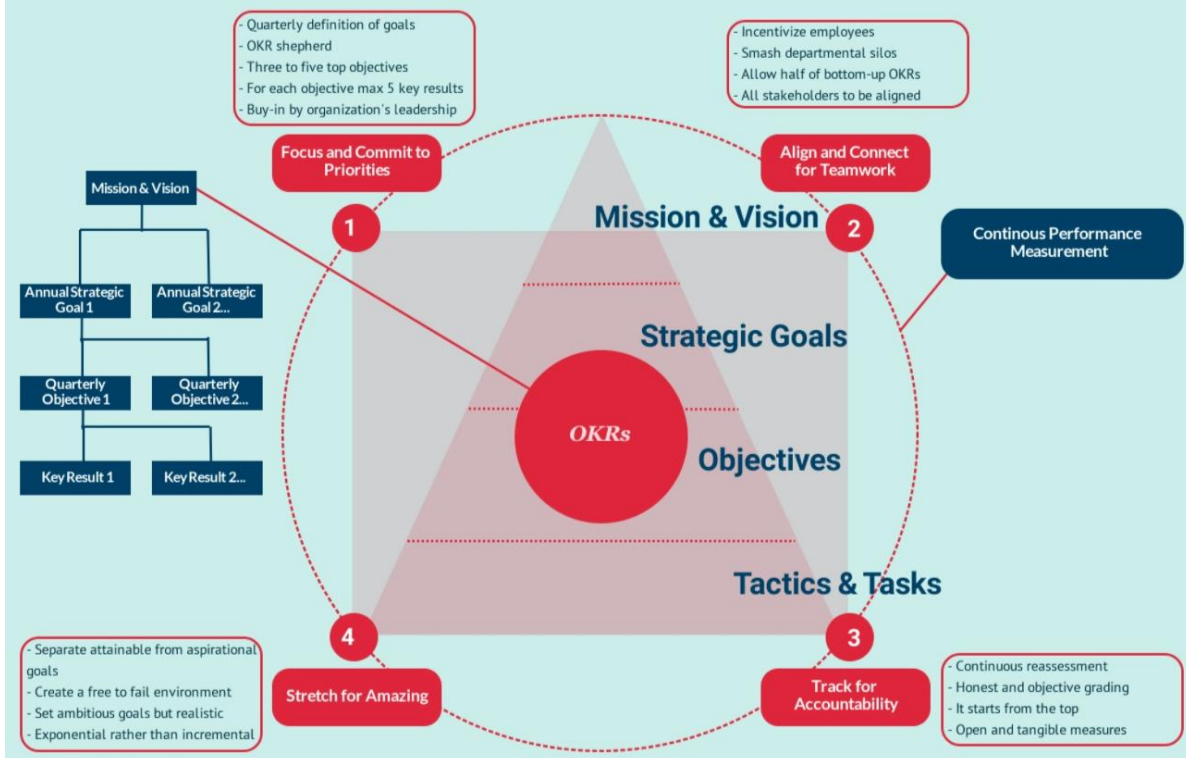 - Quarterly definition of goals
- OKR shepherd
- Three to five top objectives
- For each objective max 5 key results
- Buy-in by organization's leadership
- Incentivize employees
- Smash departmental silos
- Allow half of bottom-up OKRs
- All stakeholders to be aligned
Focus and Commit to
Priorities
Align and Connect
for Teamwork
1
2
Mission & Vision
Annual Strategic
Goal 1
Annual Strategic
Goal 2...
Quarterly
Objective 1
Quarterly
Objective 2...
Key Result 1
Key Result 2...
Mission & Vision
Strategic Goals
OKRs
Objectives
Tactics & Tasks
Continous Performance
Measurement
4
3
Stretch for Amazing
Track for
Accountability
- Separate attainable from aspirational
goals
- Create a free to fail environment
- Set ambitious goals but realistic
- Exponential rather than incremental
- Continuous reassessment
- Honest and objective grading
- It starts from the top
- Open and tangible measures